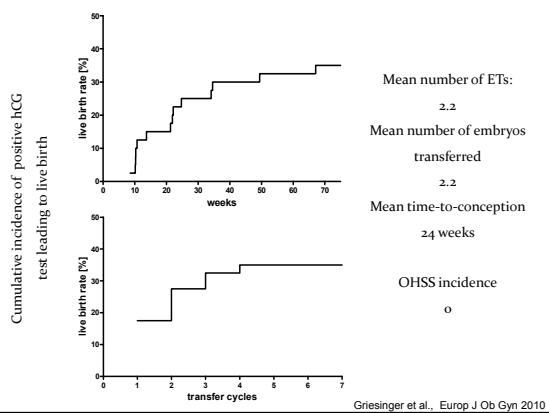 Cumulative incidence of positive hCG
test leading to live birth
live birth rate [%]
50
40
30
20
10
0
0 10 20 30 40 50 60 70
weeks
live birth rate [%]
50
40
30
20
10
0
0 1 2 3 4 5 6 7
transfer cycles
Mean number of ETs:
2.2
Mean number of embryos
transferred
2.2
Mean time-to-conception
24 weeks
OHSS incidence
0
Griesinger et al., Europ J Ob Gyn 2010